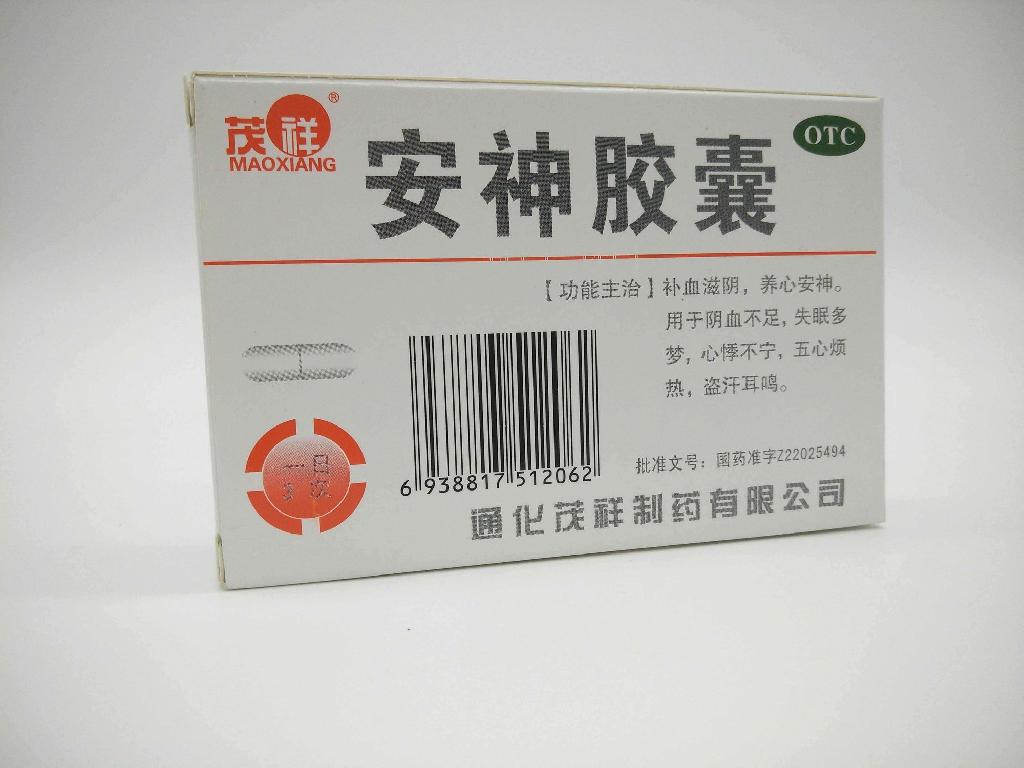 茂祥®
MAOXIANG
安神胶囊
OTC
【功能主治】补血滋阴，养心安神。
用于阴血不足，失眠多
梦，心悸不宁，五心烦
热，盗汗耳鸣。
6 938817 512062
批准文号：国药准字Z22025494
通化茂祥制药有限公司